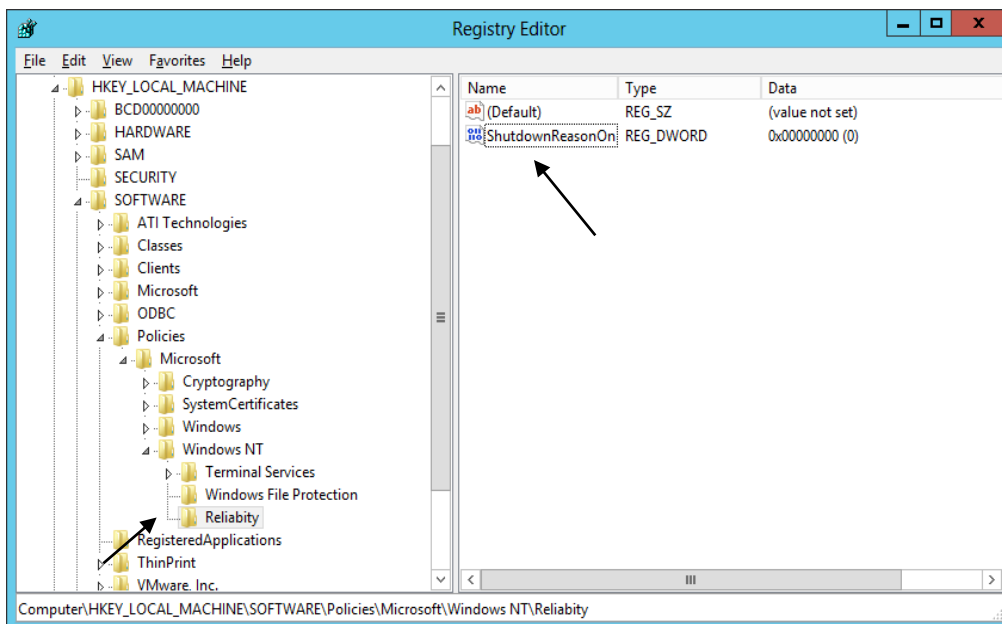 Registry Editor
File Edit View Favorites Help
HKEY_LOCAL_MACHINE
BCD00000000
HARDWARE
SAM
SECURITY
SOFTWARE
ATI Technologies
Classes
Clients
Microsoft
ODBC
Policies
Microsoft
Cryptography
SystemCertificates
Windows
Windows NT
Terminal Services
Windows File Protection
Reliabity
RegisteredApplications
ThinPrint
VMware, Inc.
Name Type Data
(Default) REG_SZ (value not set)
ShutdownReasonOn REG_DWORD 0x00000000 (0)
Computer\HKEY_LOCAL_MACHINE\SOFTWARE\Policies\Microsoft\Windows NT\Reliabity